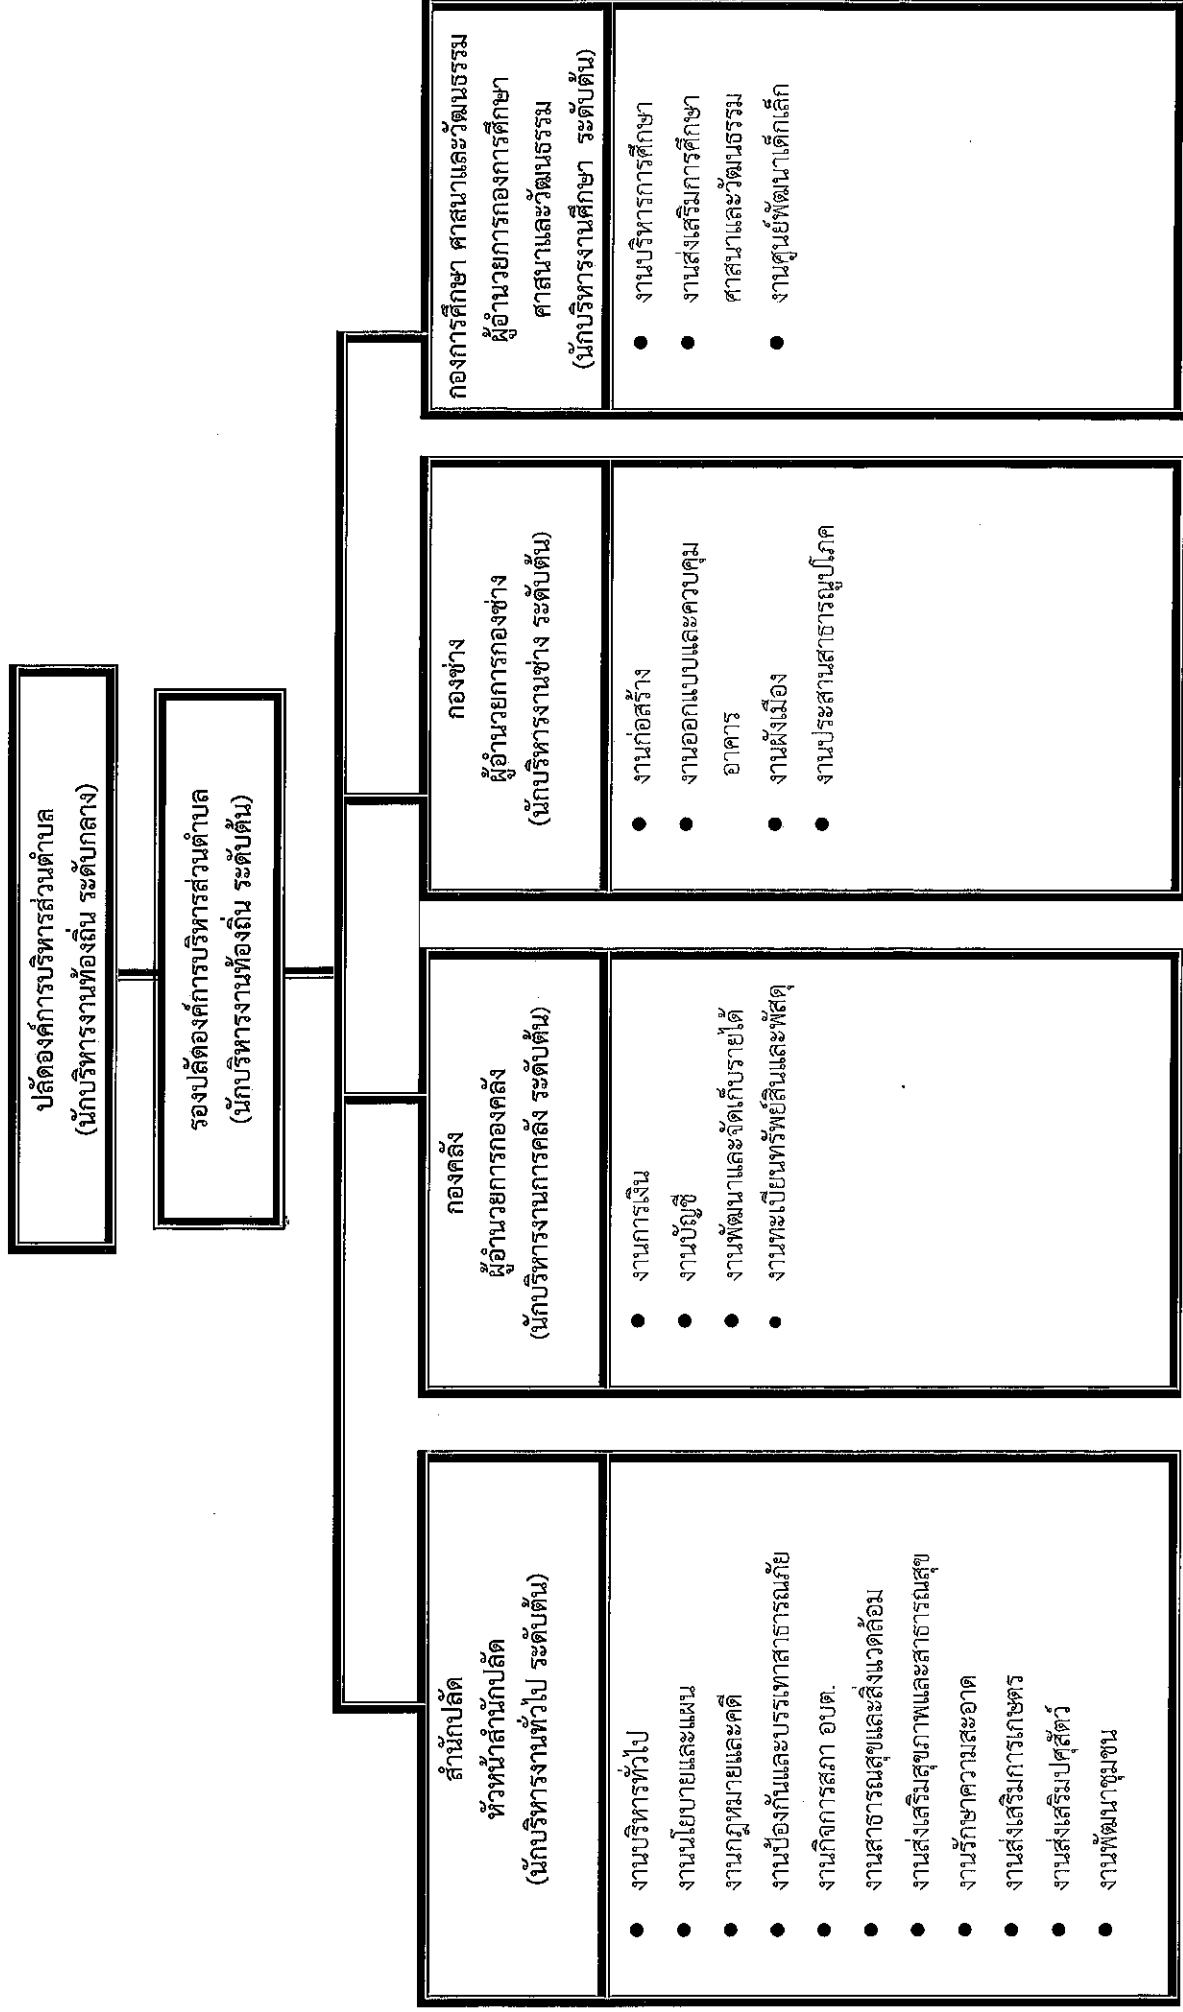 ปลัดองค์การบริหารส่วนตำบล
(นักบริหารงานท้องถิ่น ระดับกลาง)
รองปลัดองค์การบริหารส่วนตำบล
(นักบริหารงานท้องถิ่น ระดับต้น)
สำนักปลัด
หัวหน้าสำนักปลัด
(นักบริหารงานทั่วไป ระดับต้น)
● งานบริหารทั่วไป
● งานนโยบายและแผน
● งานกฎหมายและคดี
● งานป้องกันและบรรเทาสาธารณภัย
● งานกิจการสภา อบต.
● งานสาธารณสุขและสิ่งแวดล้อม
● งานส่งเสริมสุขภาพและสาธารณสุข
● งานรักษาความสะอาด
● งานส่งเสริมการเกษตร
● งานส่งเสริมปศุสัตว์
● งานพัฒนาชุมชน
กองคลัง
ผู้อำนวยการกองคลัง
(นักบริหารงานการคลัง ระดับต้น)
● งานการเงิน
● งานบัญชี
● งานพัฒนาและจัดเก็บรายได้
● งานทะเบียนทรัพย์สินและพัสดุ
กองช่าง
ผู้อำนวยการกองช่าง
(นักบริหารงานช่าง ระดับต้น)
● งานก่อสร้าง
● งานออกแบบและควบคุม
อาคาร
● งานผังเมือง
● งานประสานสาธารณูปโภค
กองการศึกษา ศาสนาและวัฒนธรรม
ผู้อำนวยการกองการศึกษา
ศาสนาและวัฒนธรรม
(นักบริหารงานศึกษา ระดับต้น)
● งานบริหารการศึกษา
● งานส่งเสริมการศึกษา
ศาสนาและวัฒนธรรม
● งานศูนย์พัฒนาเด็กเล็ก